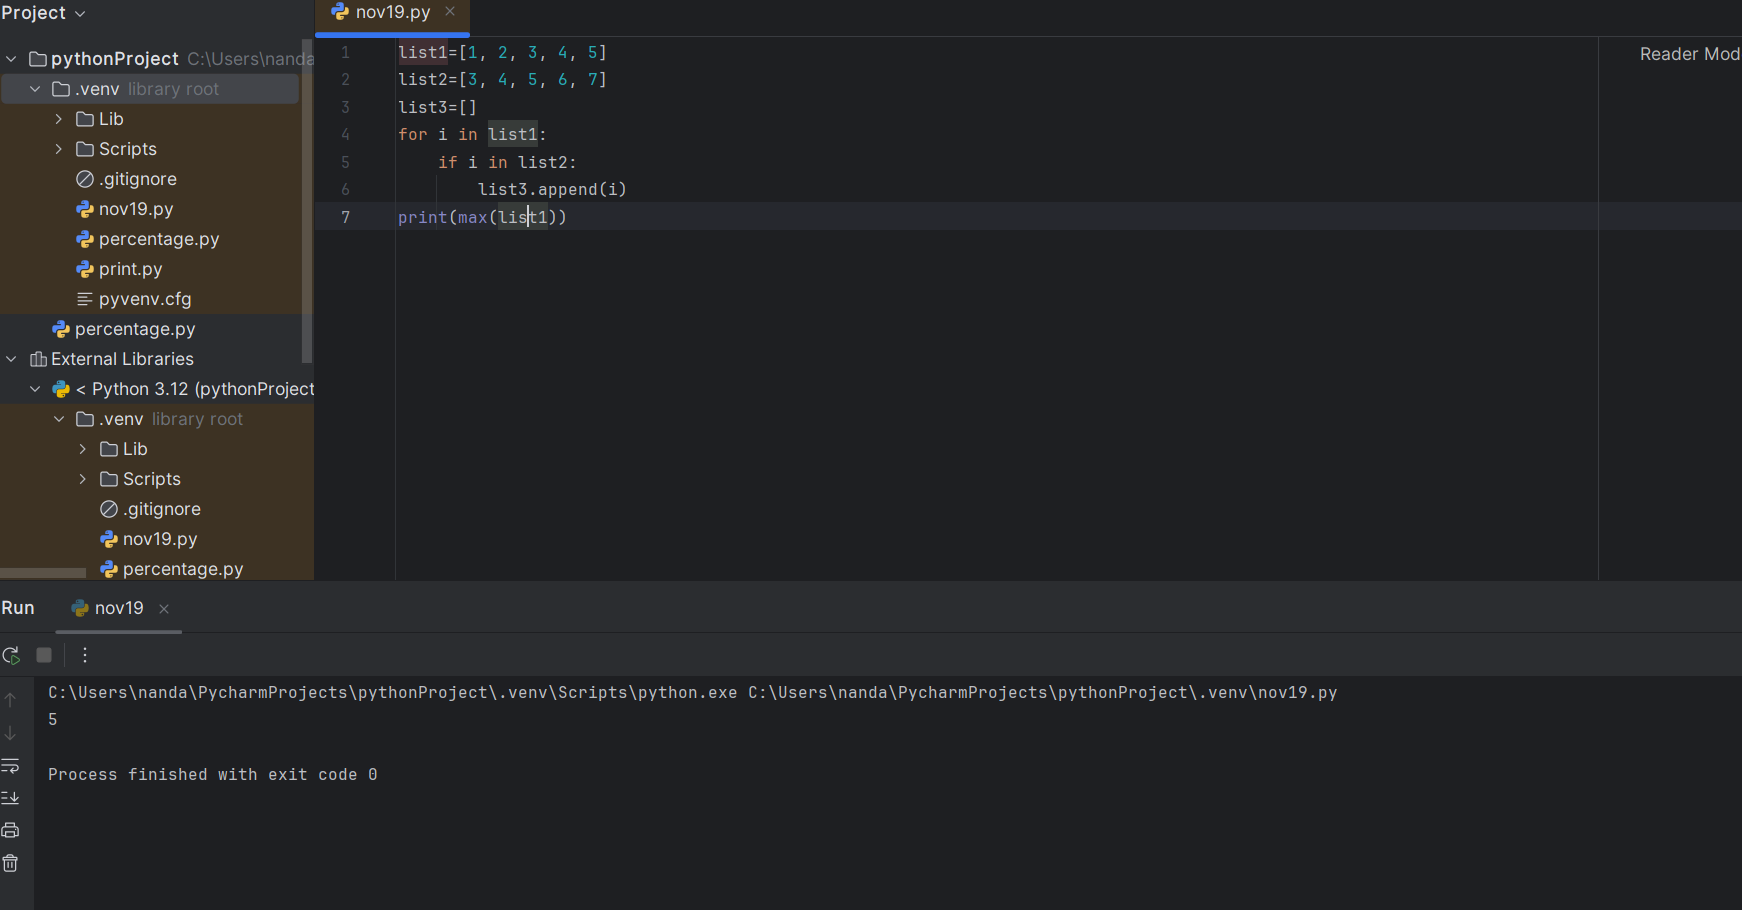 Project
nov19.py
pythonProject C:\Users\nanda
.venv library root
Lib
Scripts
.gitignore
nov19.py
percentage.py
print.py
pyvenv.cfg
percentage.py
External Libraries
< Python 3.12 (pythonProject
.venv library root
Lib
Scripts
.gitignore
nov19.py
percentage.py
1 list1=[1, 2, 3, 4, 5]
2 list2=[3, 4, 5, 6, 7]
3 list3=[]
4 for i in list1:
5     if i in list2:
6         list3.append(i)
7 print(max(list1))
Reader Mod
Run nov19
C:\Users\nanda\PycharmProjects\pythonProject\.venv\Scripts\python.exe C:\Users\nanda\PycharmProjects\pythonProject\.venv\nov19.py
5
Process finished with exit code 0